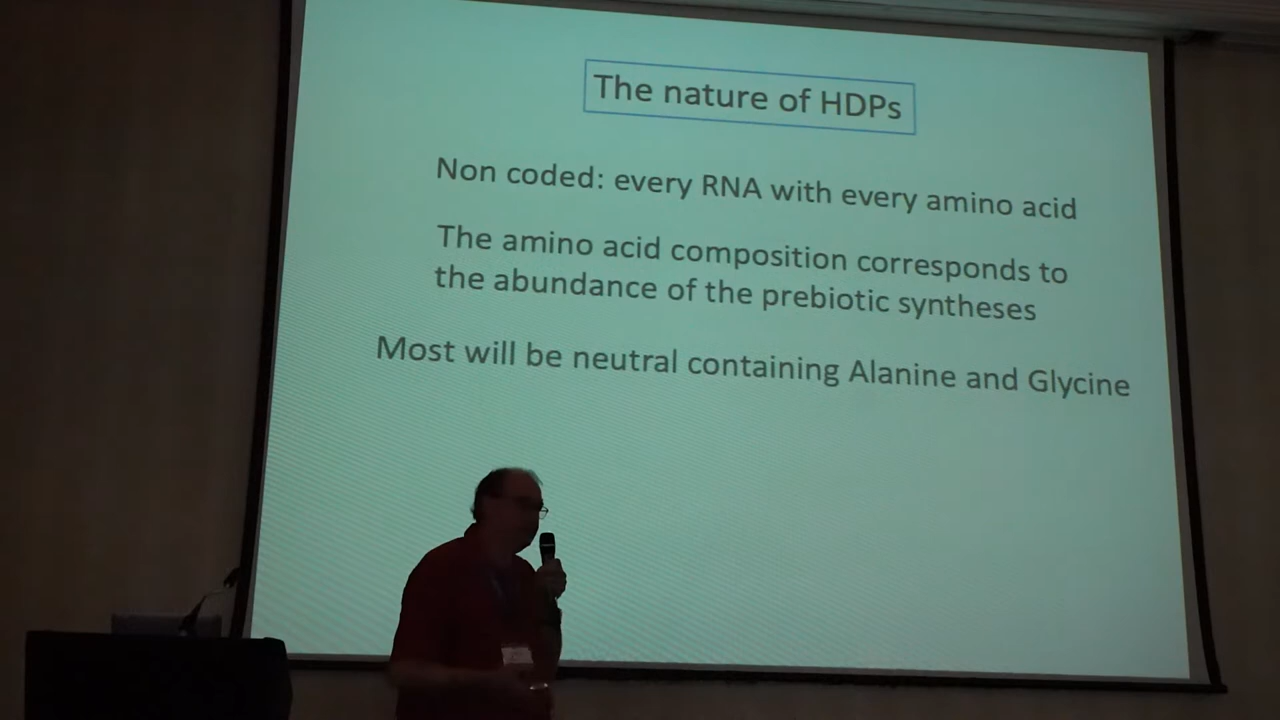 The nature of HDPs
Non coded: every RNA with every amino acid
The amino acid composition corresponds to
the abundance of the prebiotic syntheses
Most will be neutral containing Alanine and Glycine